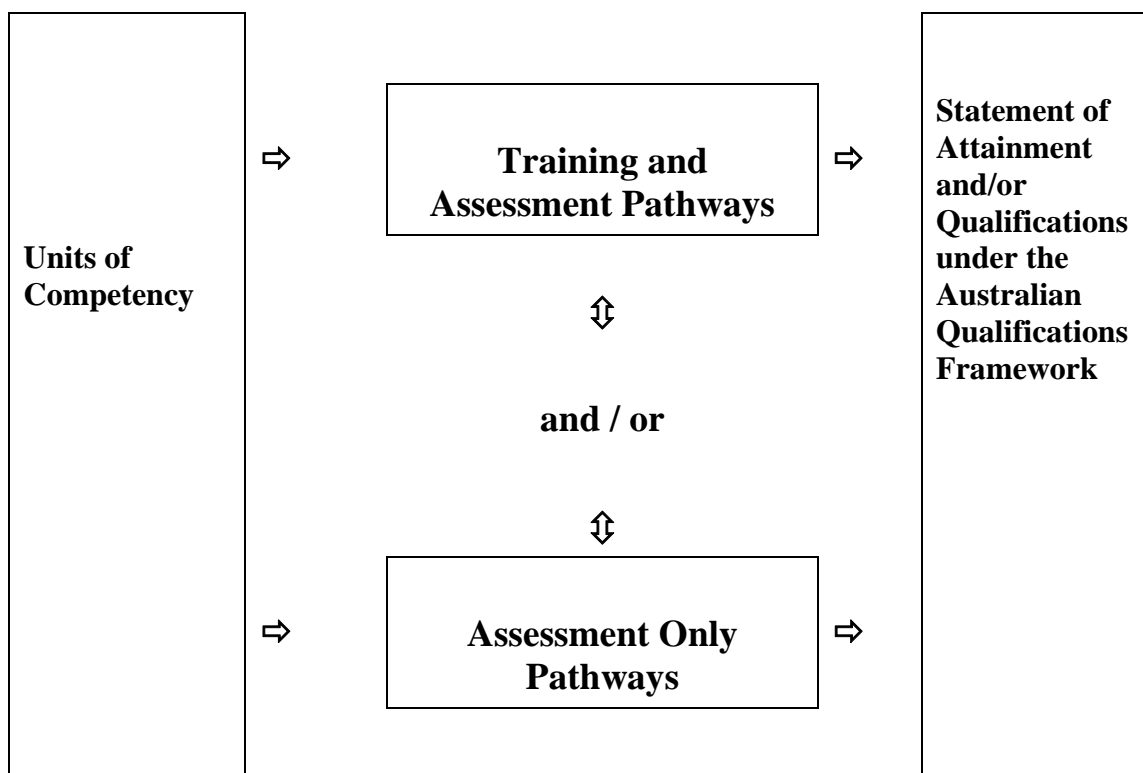 Units of
Competency
Training and
Assessment Pathways
and / or
Assessment Only
Pathways
Statement of
Attainment
and/or
Qualifications
under the
Australian
Qualifications
Framework